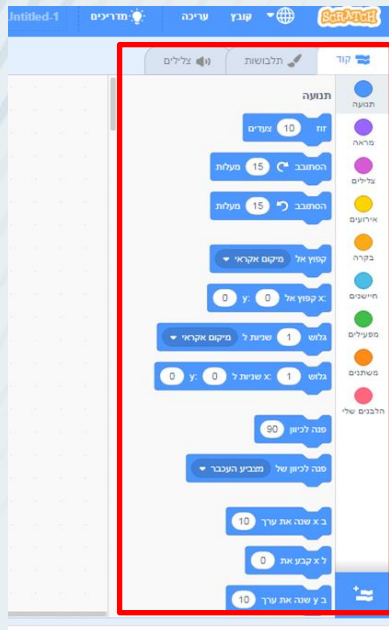 SCRATCH קובץ עריכה מדריכים Untitled-1
קוד תלבושות צלילים
תנועה
מראה
צלילים
אירועים
בקרה
חיישנים
מפעילים
משתנים
הלבנים שלי
תנועה
זוז 10 צעדים
הסתובב 15 מעלות
הסתובב 15 מעלות
קפוץ אל מיקום אקראי
קפוץ אל x: 0 y: 0
גלוש 1 שניות ל מיקום אקראי
גלוש 1 שניות ל x: 0 y: 0
פנה לכיוון 90
פנה לכיוון של מצביע העכבר
שנה את ערך x ב 10
קבע את x ל 0
שנה את ערך y ב 10